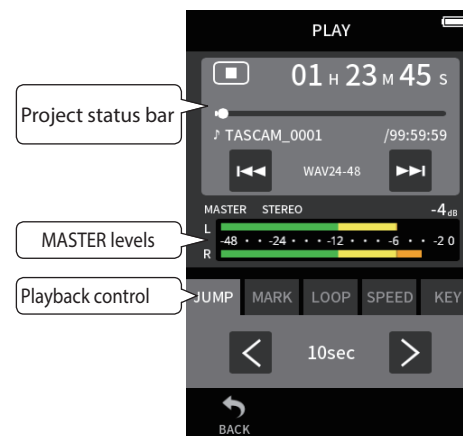 PLAY
01 H 23 M 45 S
Project status bar
♪ TASCAM_0001 /99:59:59
WAV24-48
MASTER STEREO -4dB
L
MASTER levels
-48 • • -24 • • • -12 • • • -6 • • -2 0
R
Playback control
JUMP MARK LOOP SPEED KEY
< 10sec >
BACK